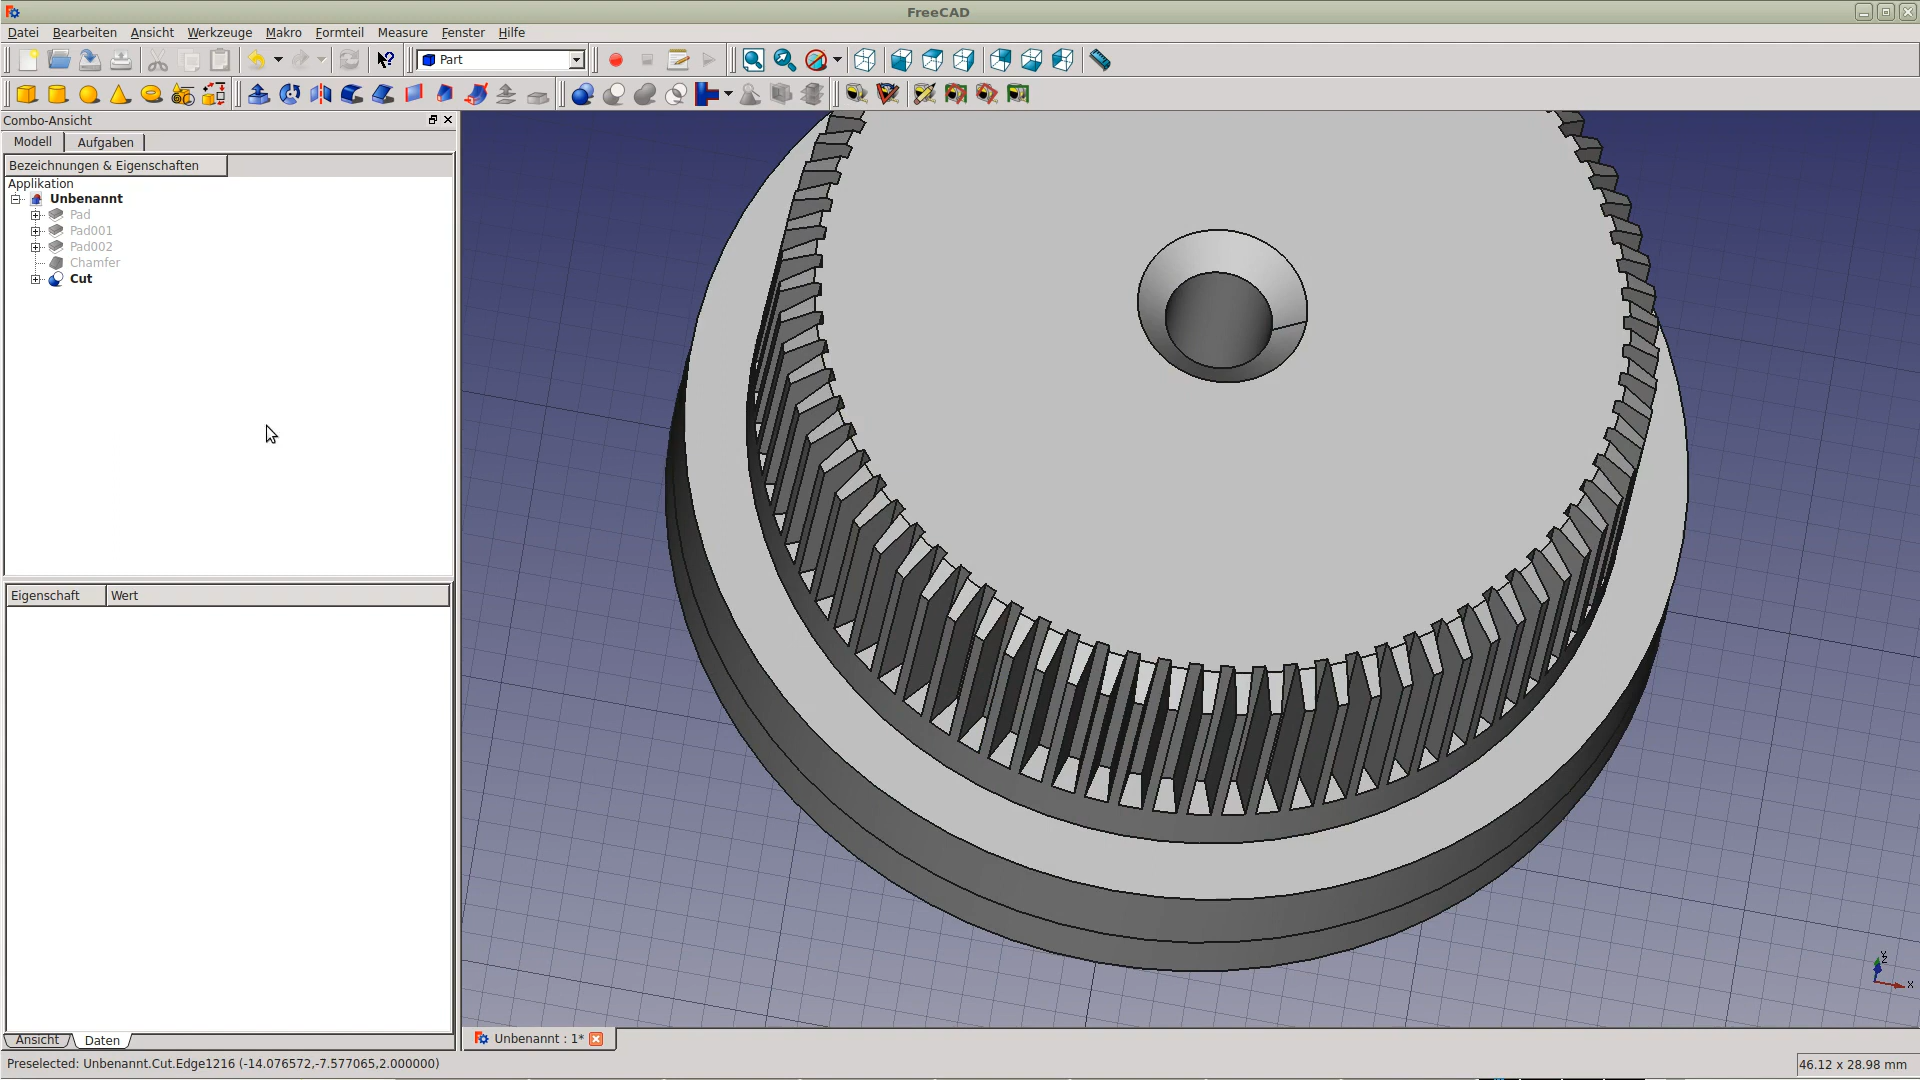 FreeCAD
Datei Bearbeiten Ansicht Werkzeuge Makro Formteil Measure Fenster Hilfe
Part
Combo-Ansicht
Modell Aufgaben
Bezeichnungen & Eigenschaften
Applikation
Unbenannt
Pad
Pad001
Pad002
Chamfer
Cut
Eigenschaft Wert
Ansicht Daten
Unbenannt : 1*
Preselected: Unbenannt.Cut.Edge1216 (-14.076572,-7.577065,2.000000)
46.12 x 28.98 mm
Y
Z
X